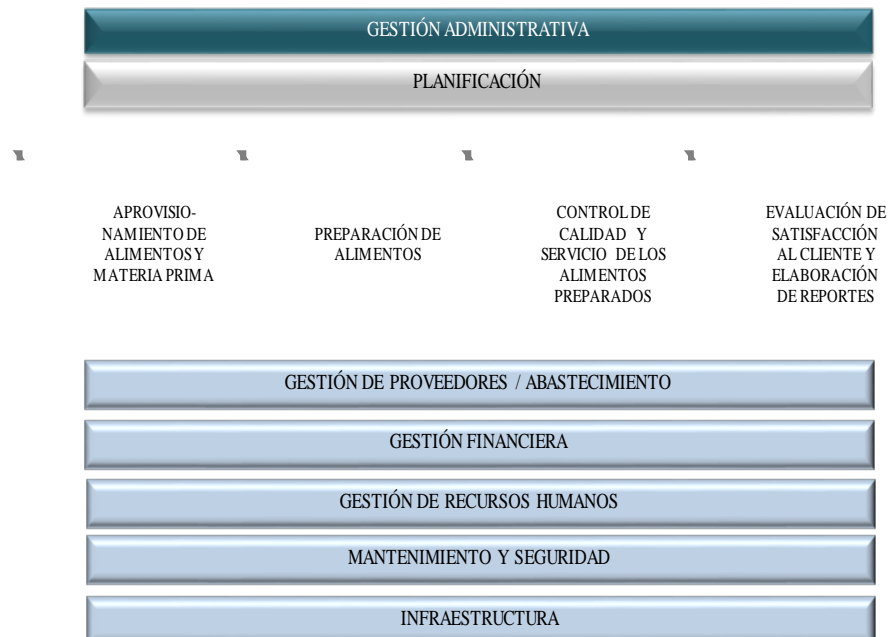 GESTIÓN ADMINISTRATIVA
PLANIFICACIÓN
APROVISIO-
NAMIENTO DE
ALIMENTOS Y
MATERIA PRIMA
PREPARACIÓN DE
ALIMENTOS
CONTROL DE
CALIDAD Y
SERVICIO DE LOS
ALIMENTOS
PREPARADOS
EVALUACIÓN DE
SATISFACCIÓN
AL CLIENTE Y
ELABORACIÓN
DE REPORTES
GESTIÓN DE PROVEEDORES / ABASTECIMIENTO
GESTIÓN FINANCIERA
GESTIÓN DE RECURSOS HUMANOS
MANTENIMIENTO Y SEGURIDAD
INFRAESTRUCTURA